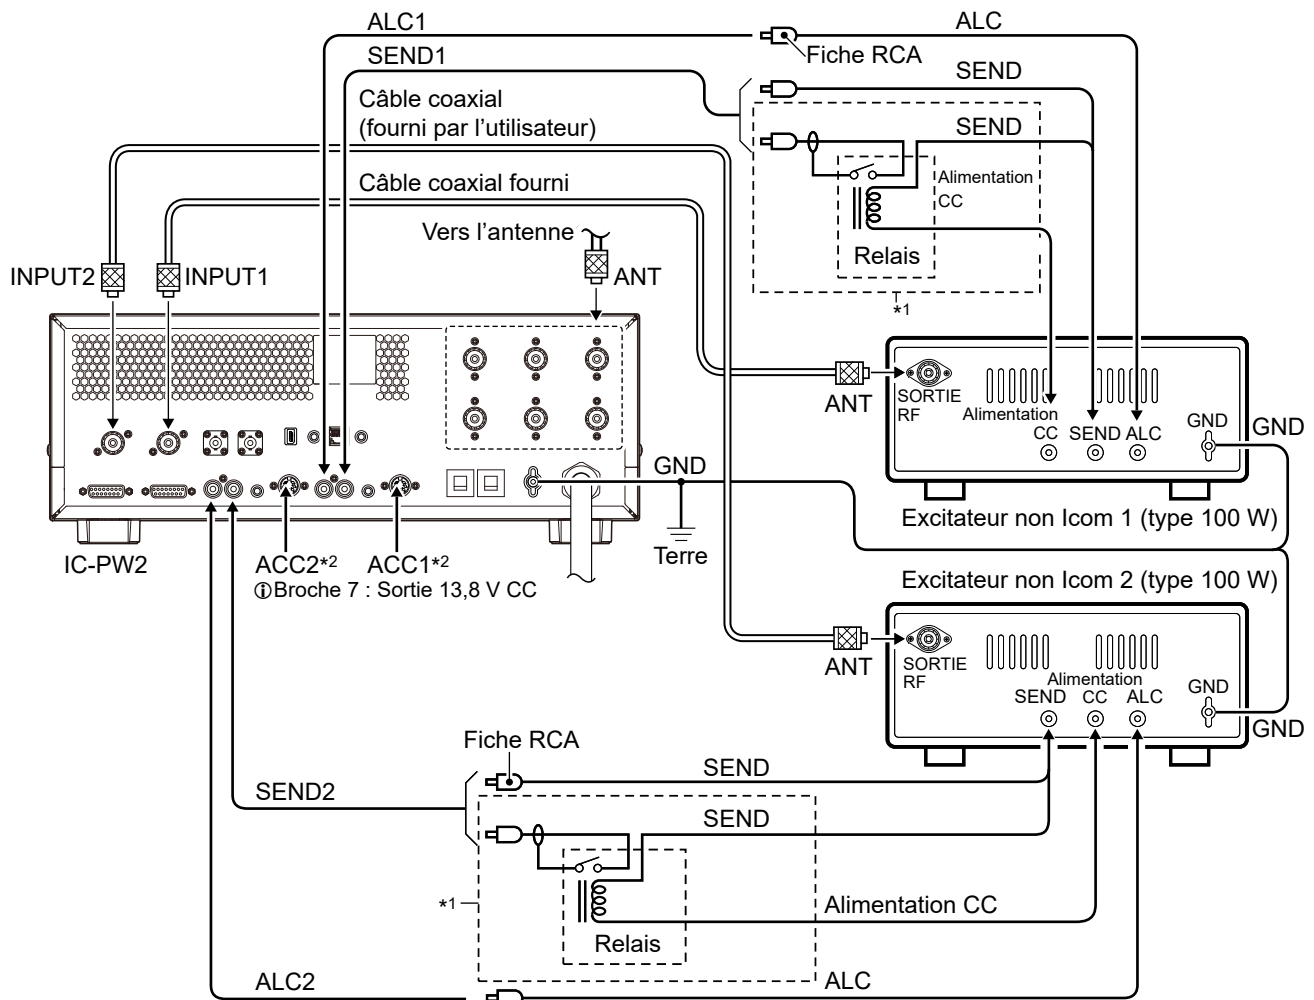 ALC1
ALC
Fiche RCA
SEND1
SEND
Câble coaxial
(fourni par l'utilisateur)
SEND
Alimentation
CC
Câble coaxial fourni
Vers l'antenne
Relais
INPUT2
INPUT1
ANT
*1
ANT
SORTIE
RF
Alimentation
CC
SEND
ALC
GND
GND
GND
Excitateur non Icom 1 (type 100 W)
Terre
IC-PW2
ACC2*2
ACC1*2
ⓘBroche 7 : Sortie 13,8 V CC
Excitateur non Icom 2 (type 100 W)
ANT
SORTIE
RF
Alimentation
SEND
CC
ALC
GND
GND
Fiche RCA
SEND
SEND2
SEND
*1
Alimentation CC
Relais
ALC2
ALC